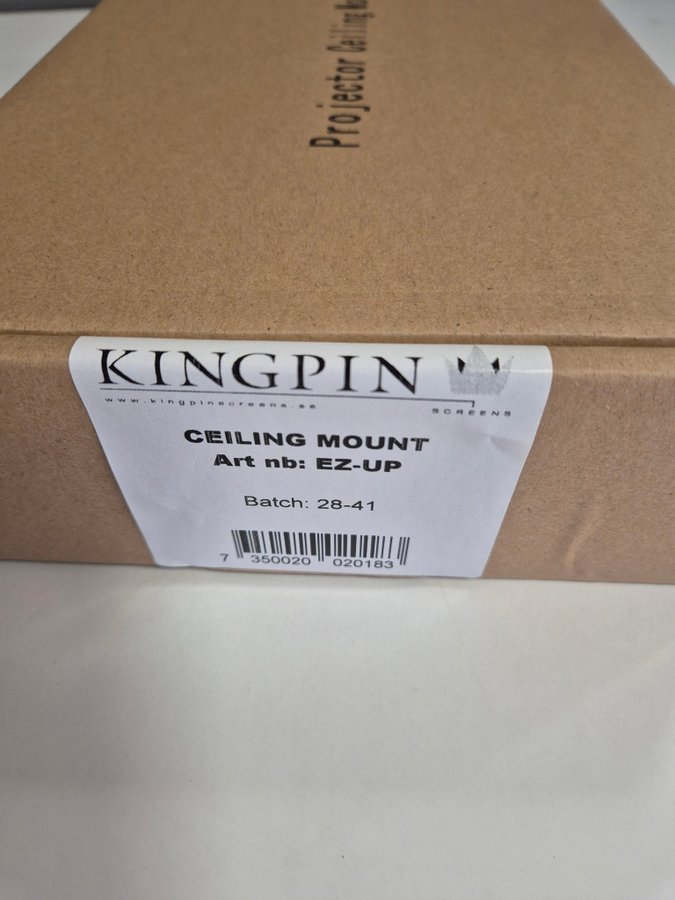 Projector Ceiling
KINGPIN
www.kingpinscreens.se
SCREENS
CEILING MOUNT
Art nb: EZ-UP
Batch: 28-41
7 350020 020183